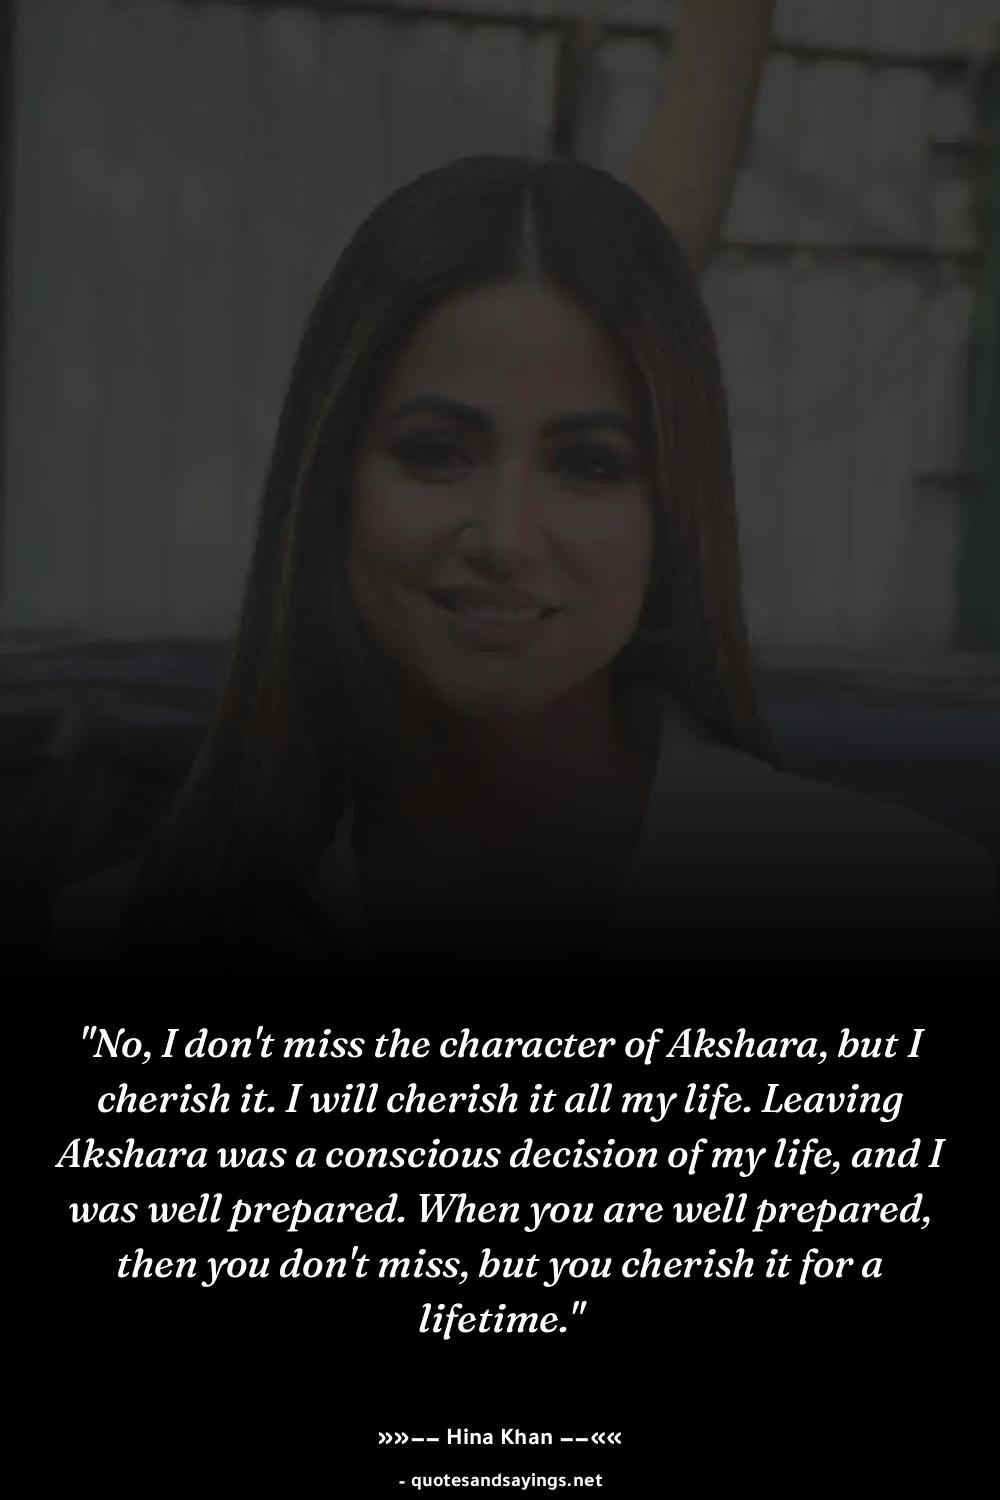 "No, I don't miss the character of Akshara, but I
cherish it. I will cherish it all my life. Leaving
Akshara was a conscious decision of my life, and I
was well prepared. When you are well prepared,
then you don't miss, but you cherish it for a
lifetime."
»»−− Hina Khan −−««
- quotesandsayings.net